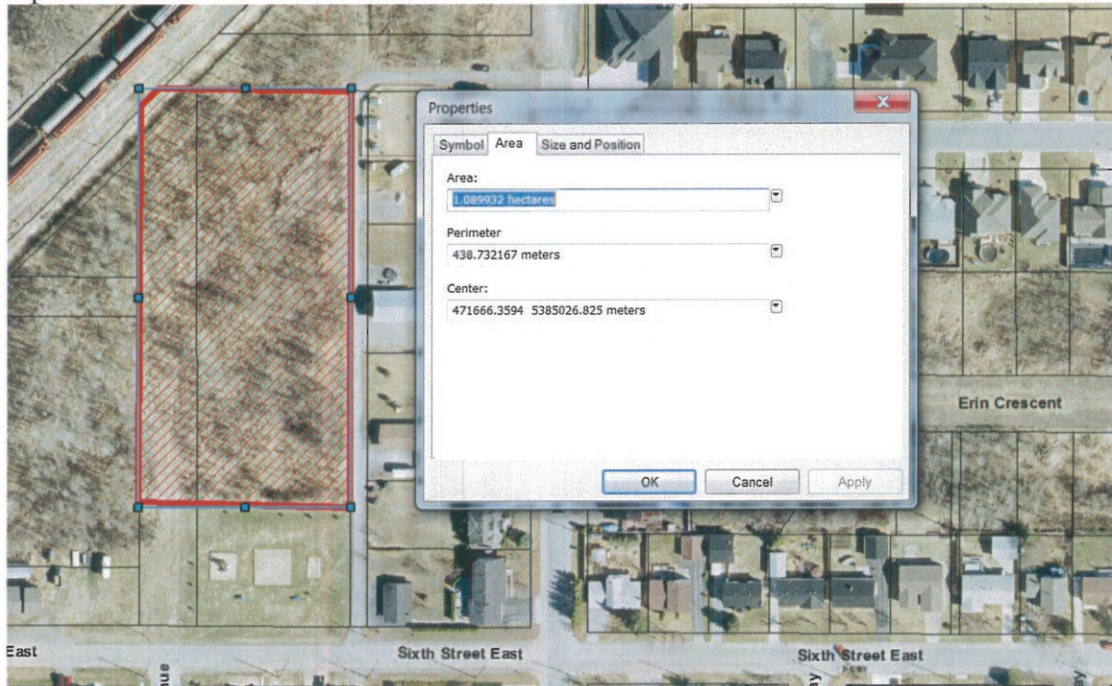 Properties
X
Symbol Area Size and Position
Area:
1.089932 hectares
Perimeter
438.732167 meters
Center:
471666.3594 5385026.825 meters
OK Cancel Apply
Erin Crescent
East Sixth Street East Sixth Street East